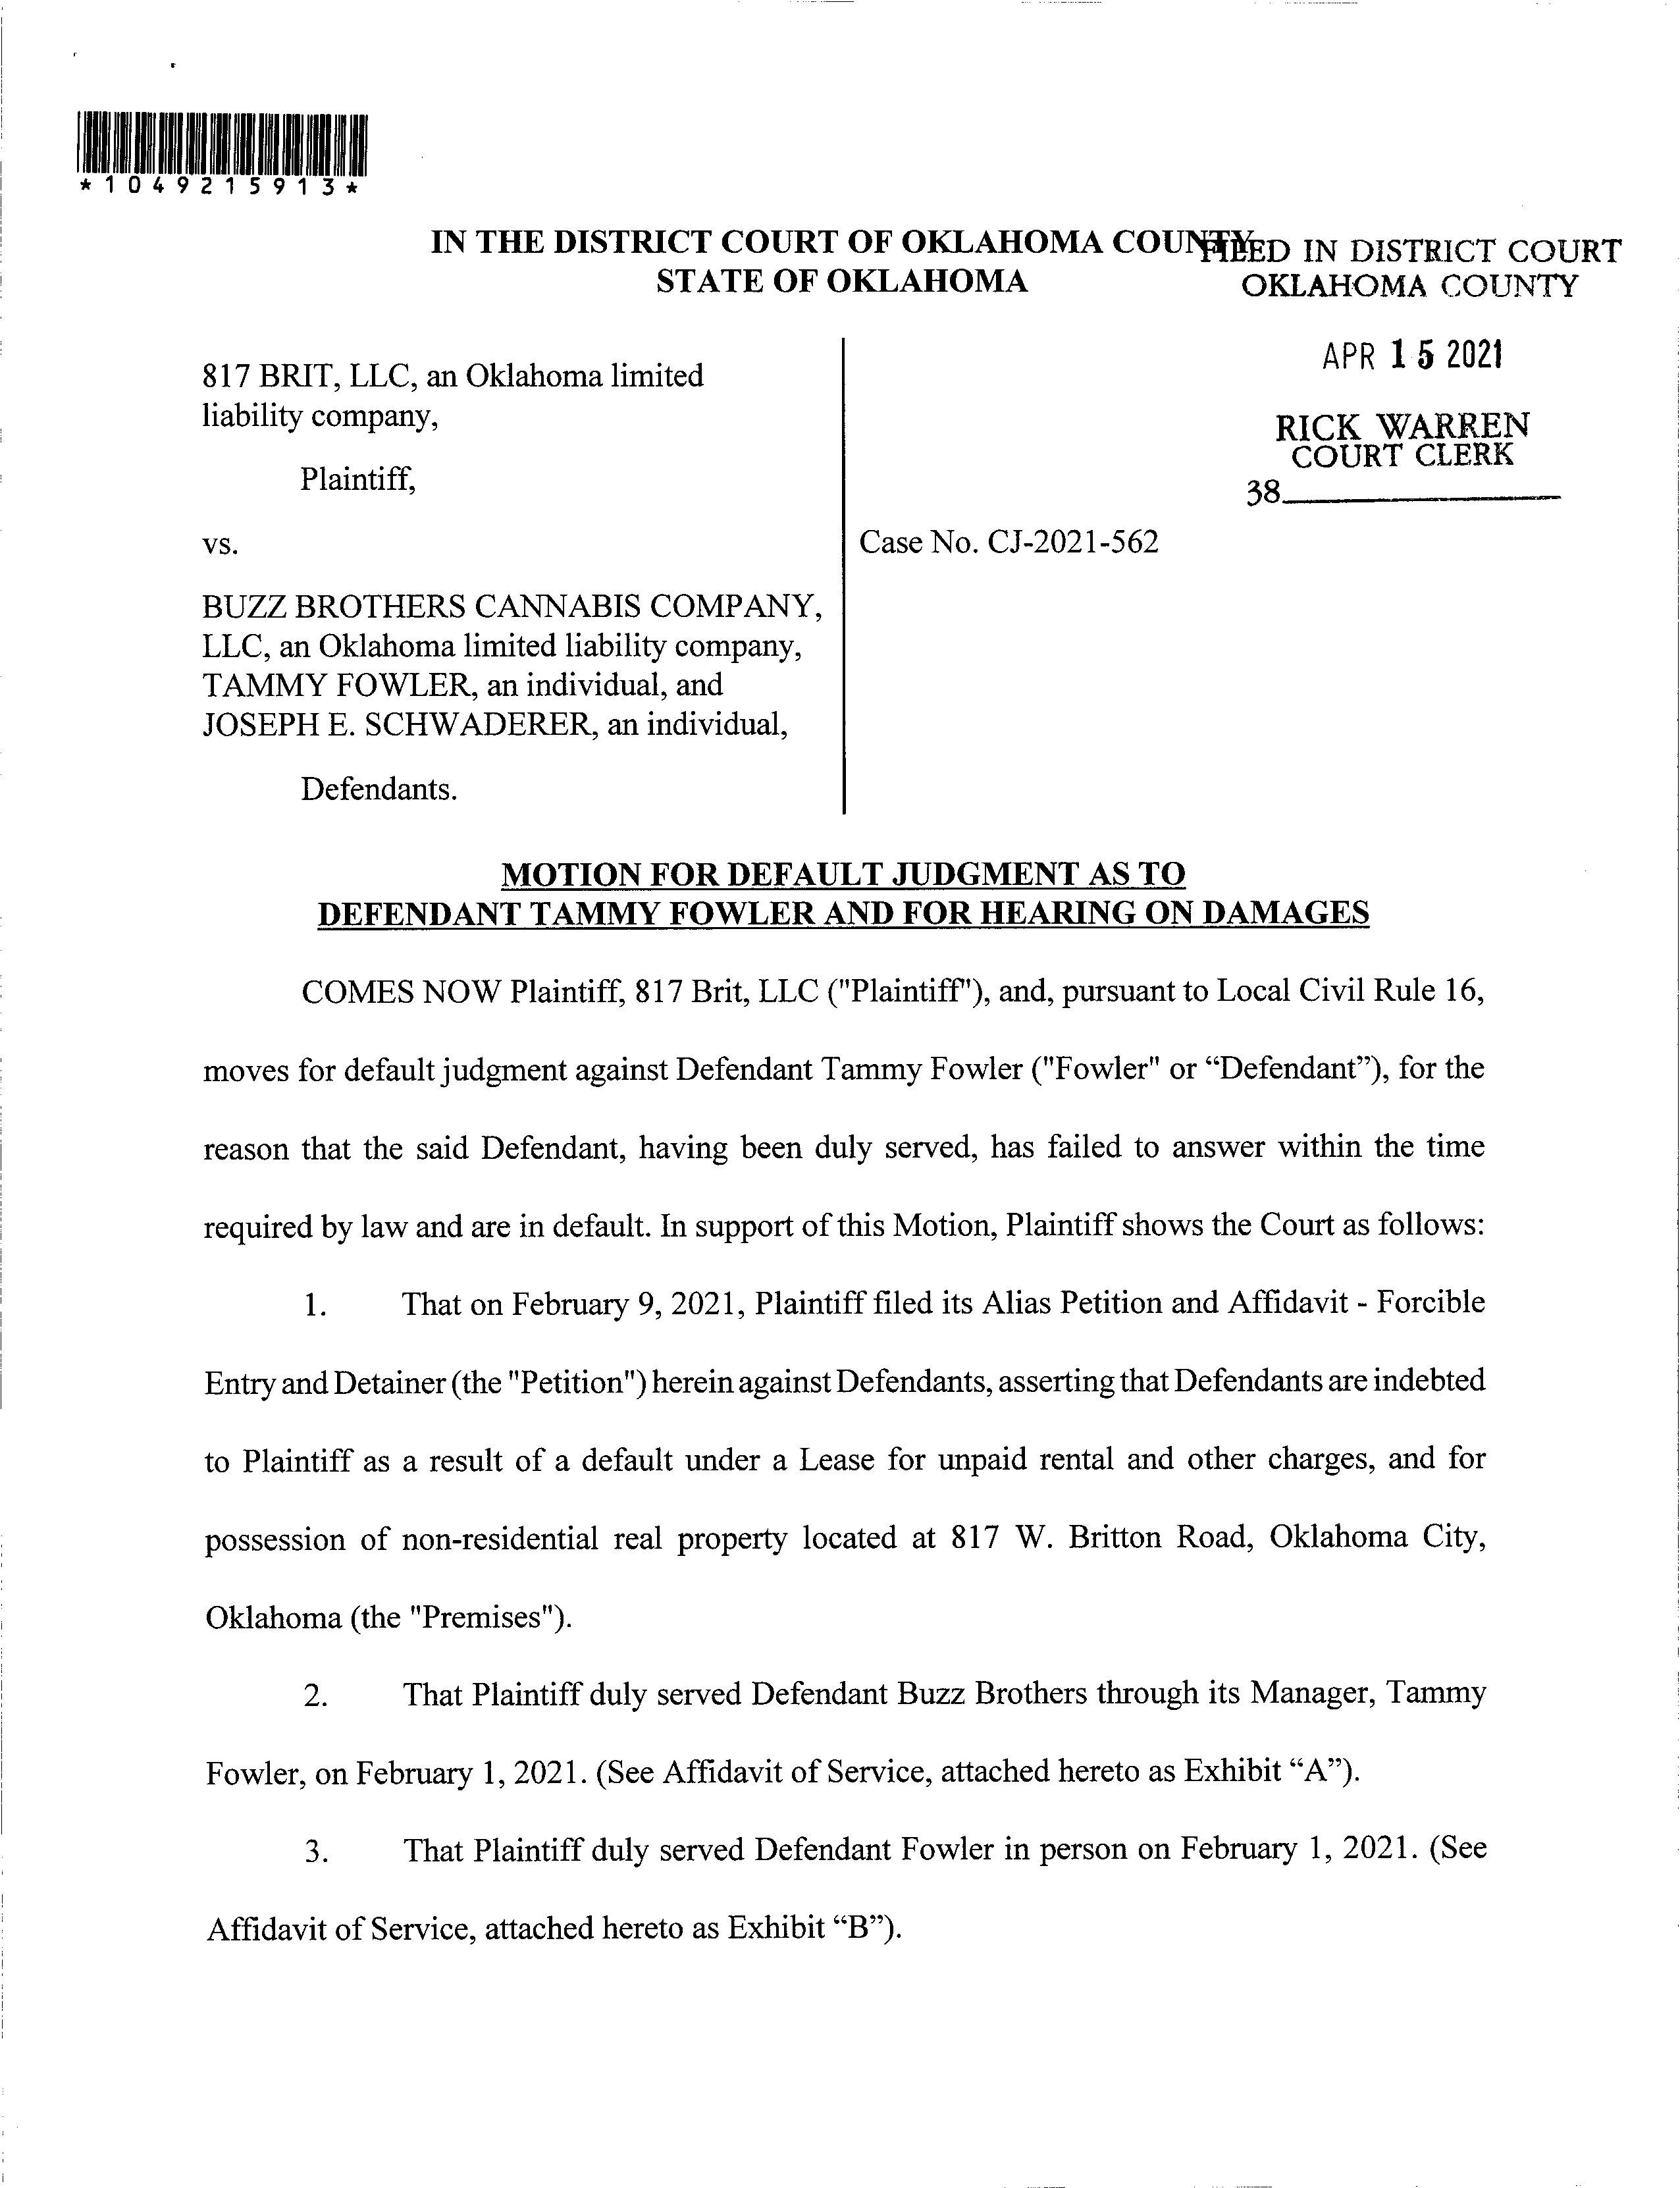 *1049215913*
IN THE DISTRICT COURT OF OKLAHOMA COUNTY
STATE OF OKLAHOMA
FILED IN DISTRICT COURT
OKLAHOMA COUNTY
APR 15 2021
RICK WARREN
COURT CLERK
38
817 BRIT, LLC, an Oklahoma limited
liability company,
Plaintiff,
vs.
Case No. CJ-2021-562
BUZZ BROTHERS CANNABIS COMPANY,
LLC, an Oklahoma limited liability company,
TAMMY FOWLER, an individual, and
JOSEPH E. SCHWADERER, an individual,
Defendants.
MOTION FOR DEFAULT JUDGMENT AS TO
DEFENDANT TAMMY FOWLER AND FOR HEARING ON DAMAGES
COMES NOW Plaintiff, 817 Brit, LLC ("Plaintiff"), and, pursuant to Local Civil Rule 16,
moves for default judgment against Defendant Tammy Fowler ("Fowler" or “Defendant”), for the
reason that the said Defendant, having been duly served, has failed to answer within the time
required by law and are in default. In support of this Motion, Plaintiff shows the Court as follows:
1. That on February 9, 2021, Plaintiff filed its Alias Petition and Affidavit - Forcible
Entry and Detainer (the "Petition") herein against Defendants, asserting that Defendants are indebted
to Plaintiff as a result of a default under a Lease for unpaid rental and other charges, and for
possession of non-residential real property located at 817 W. Britton Road, Oklahoma City,
Oklahoma (the "Premises").
2. That Plaintiff duly served Defendant Buzz Brothers through its Manager, Tammy
Fowler, on February 1, 2021. (See Affidavit of Service, attached hereto as Exhibit “A”).
3. That Plaintiff duly served Defendant Fowler in person on February 1, 2021. (See
Affidavit of Service, attached hereto as Exhibit “B”).